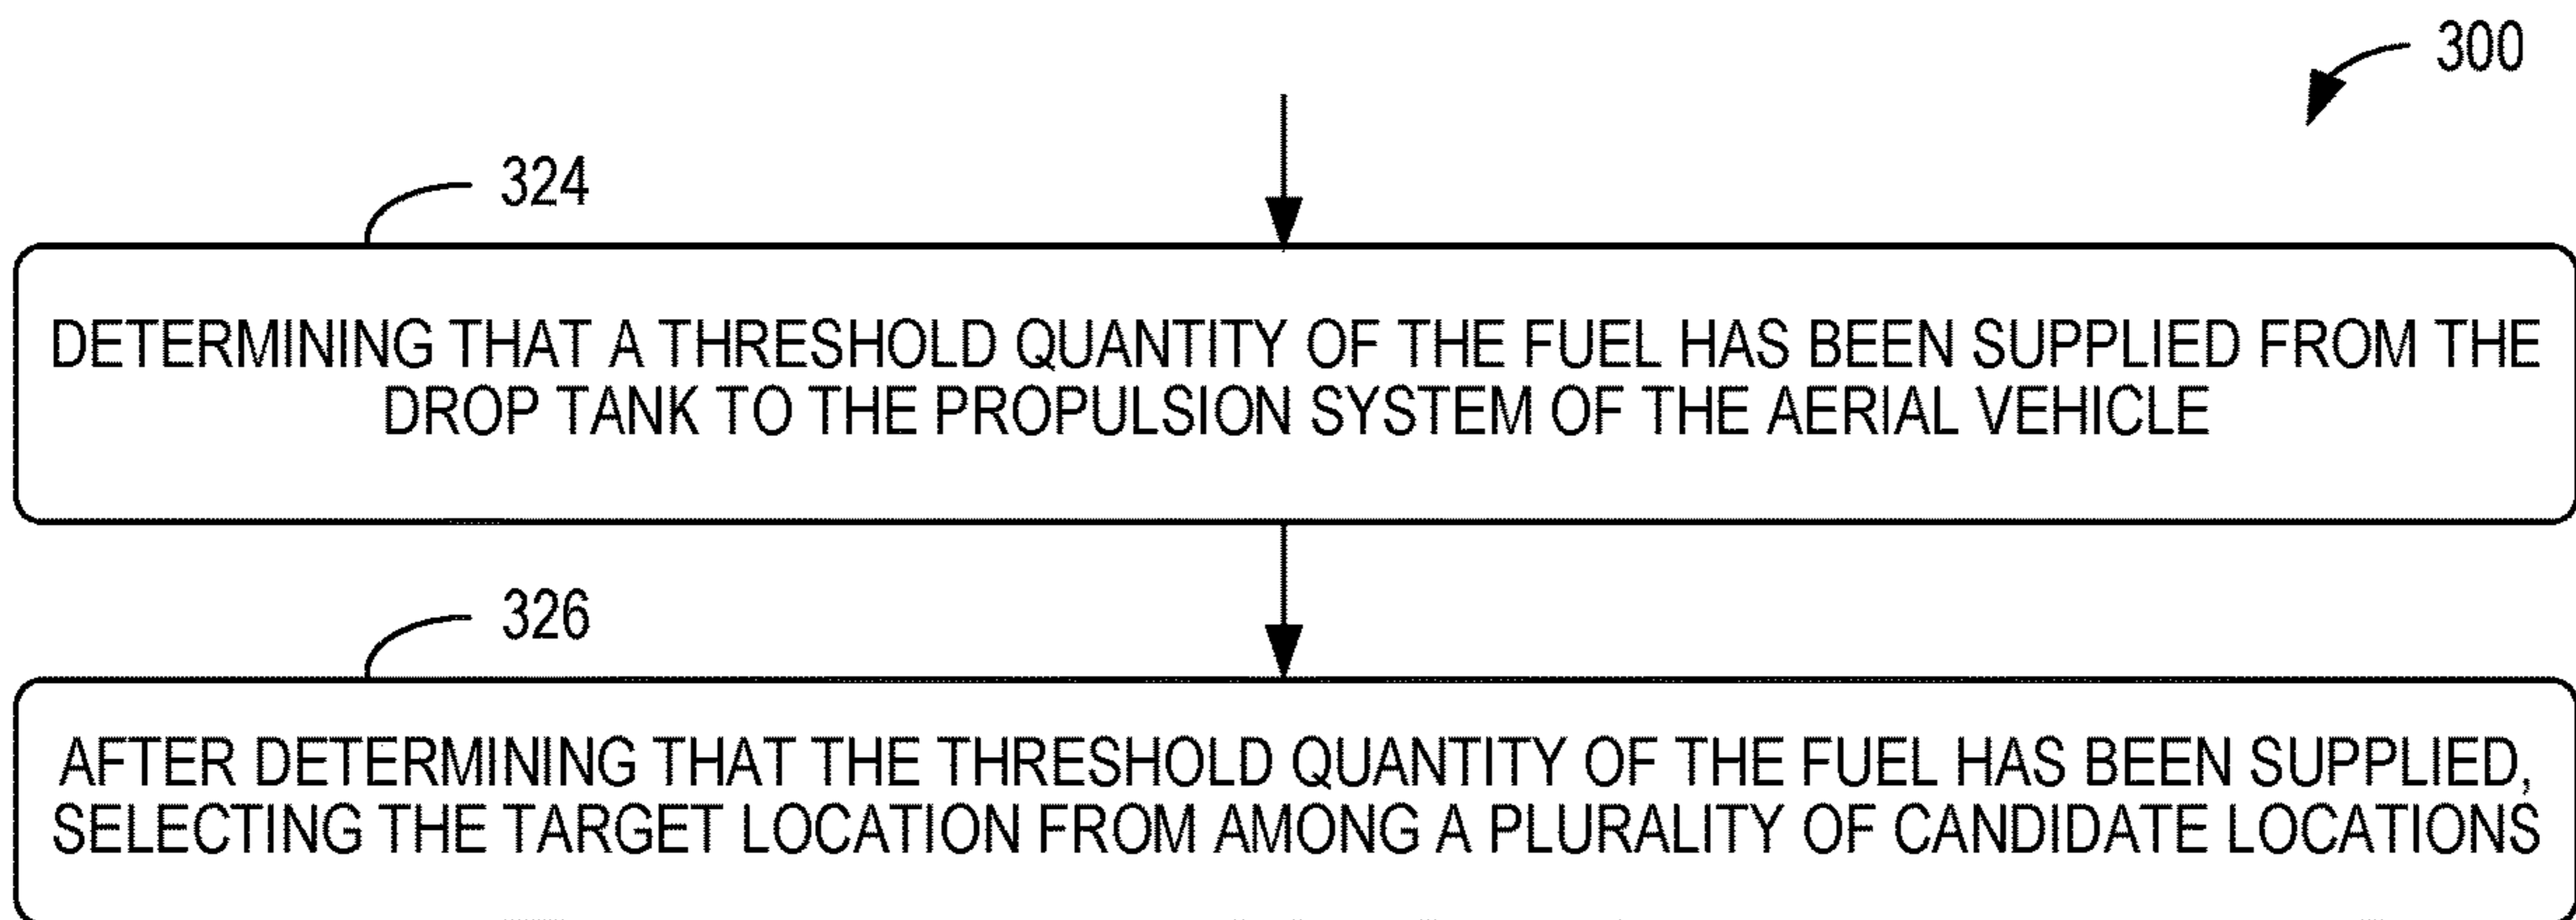 300
324
DETERMINING THAT A THRESHOLD QUANTITY OF THE FUEL HAS BEEN SUPPLIED FROM THE
DROP TANK TO THE PROPULSION SYSTEM OF THE AERIAL VEHICLE
326
AFTER DETERMINING THAT THE THRESHOLD QUANTITY OF THE FUEL HAS BEEN SUPPLIED,
SELECTING THE TARGET LOCATION FROM AMONG A PLURALITY OF CANDIDATE LOCATIONS